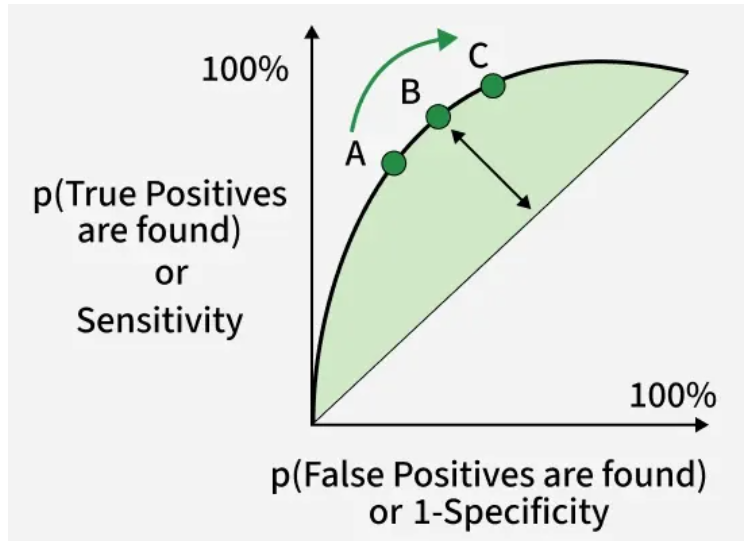 100%
C
B
A
p(True Positives
are found)
or
Sensitivity
100%
p(False Positives are found)
or 1-Specificity